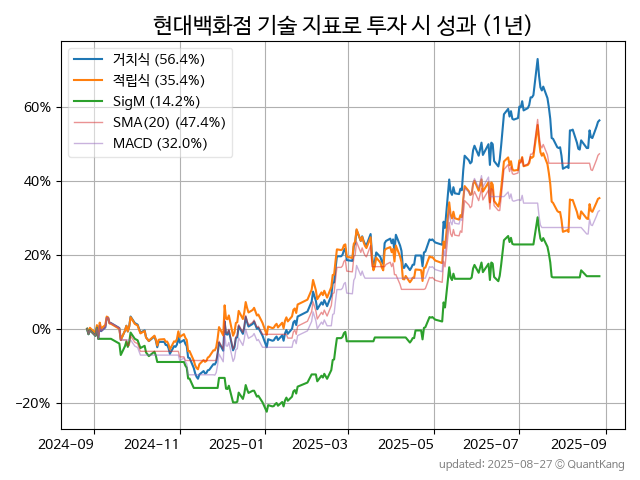 현대백화점 기술 지표로 투자 시 성과 (1년)
거치식 (56.4%)
적립식 (35.4%)
SigM (14.2%)
SMA(20) (47.4%)
MACD (32.0%)
60%
40%
20%
0%
−20%
2024-09 2024-11 2025-01 2025-03 2025-05 2025-07 2025-09
updated: 2025-08-27 © QuantKang